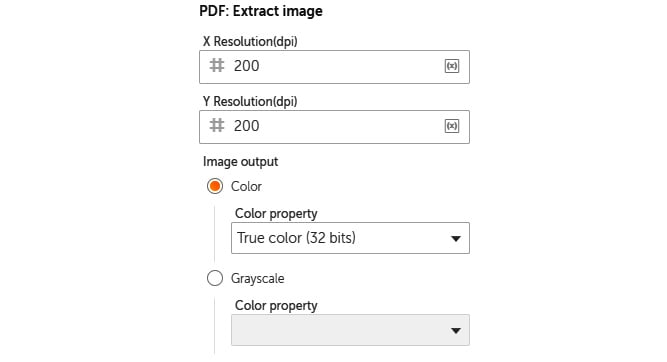 PDF: Extract image
X Resolution(dpi)
# 200 (x)
Y Resolution(dpi)
# 200 (x)
Image output
Color
Color property
True color (32 bits)
Grayscale
Color property